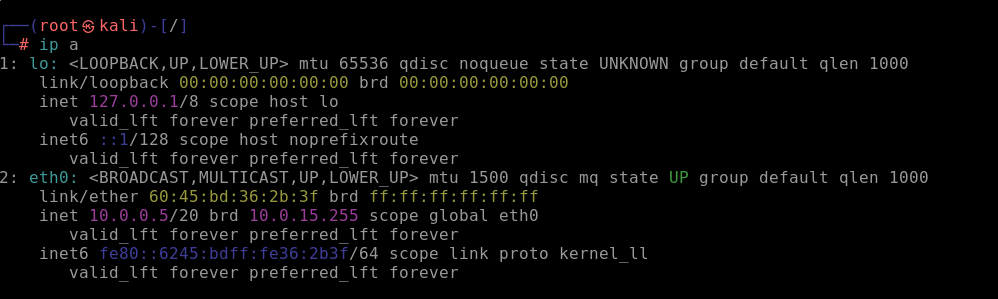 ┌──(root㉿kali)-[/]
└─# ip a
1: lo: <LOOPBACK,UP,LOWER_UP> mtu 65536 qdisc noqueue state UNKNOWN group default qlen 1000
    link/loopback 00:00:00:00:00:00 brd 00:00:00:00:00:00
    inet 127.0.0.1/8 scope host lo
       valid_lft forever preferred_lft forever
    inet6 ::1/128 scope host noprefixroute
       valid_lft forever preferred_lft forever
2: eth0: <BROADCAST,MULTICAST,UP,LOWER_UP> mtu 1500 qdisc mq state UP group default qlen 1000
    link/ether 60:45:bd:36:2b:3f brd ff:ff:ff:ff:ff:ff
    inet 10.0.0.5/20 brd 10.0.15.255 scope global eth0
       valid_lft forever preferred_lft forever
    inet6 fe80::6245:bdff:fe36:2b3f/64 scope link proto kernel_ll
       valid_lft forever preferred_lft forever